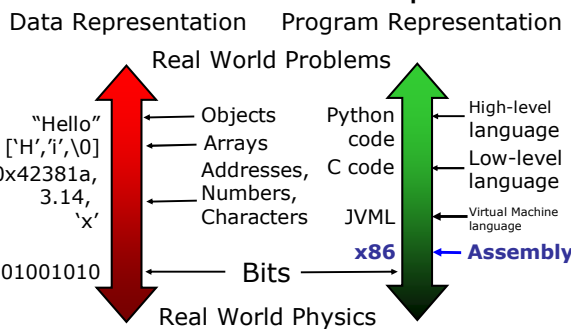 Data Representation Program Representation
Real World Problems
"Hello"
['H','i',\0]
0x42381a,
3.14,
'x'
01001010
Objects
Arrays
Addresses,
Numbers,
Characters
Bits
Python
code
C code
JVML
x86
High-level
language
Low-level
language
Virtual Machine
language
Assembly
Real World Physics